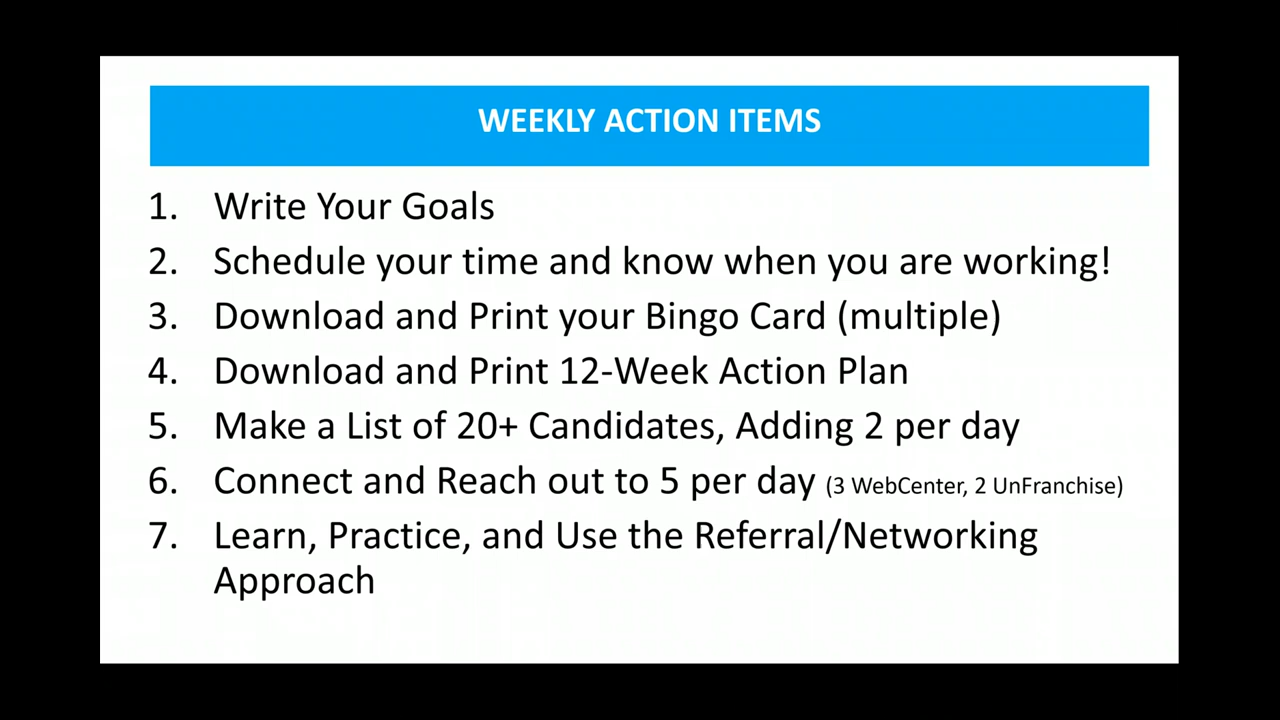 WEEKLY ACTION ITEMS
1. Write Your Goals
2. Schedule your time and know when you are working!
3. Download and Print your Bingo Card (multiple)
4. Download and Print 12-Week Action Plan
5. Make a List of 20+ Candidates, Adding 2 per day
6. Connect and Reach out to 5 per day (3 WebCenter, 2 UnFranchise)
7. Learn, Practice, and Use the Referral/Networking
Approach